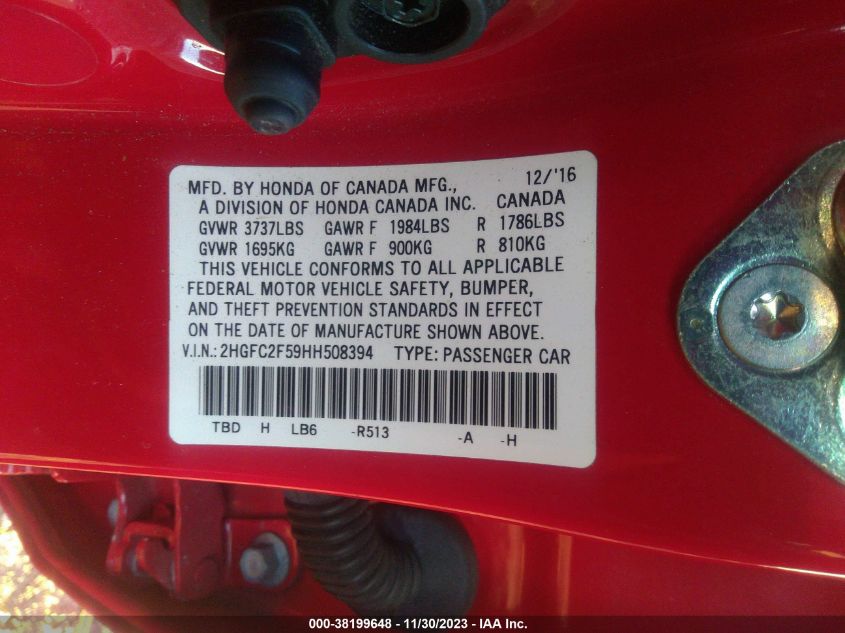 MFD. BY HONDA OF CANADA MFG., 12/'16
A DIVISION OF HONDA CANADA INC. CANADA
GVWR 3737LBS GAWR F 1984LBS R 1786LBS
GVWR 1695KG GAWR F 900KG R 810KG
THIS VEHICLE CONFORMS TO ALL APPLICABLE
FEDERAL MOTOR VEHICLE SAFETY, BUMPER,
AND THEFT PREVENTION STANDARDS IN EFFECT
ON THE DATE OF MANUFACTURE SHOWN ABOVE.
V.I.N.: 2HGFC2F59HH508394 TYPE: PASSENGER CAR
TBD H LB6 -R513 -A -H
000-38199648 - 11/30/2023 - IAA Inc.